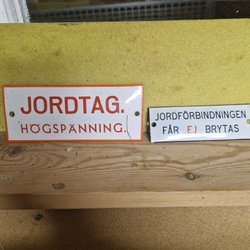 JORDTAG.
HÖGSPÄNNING.
JORDFÖRBINDNINGEN
FÅR EJ BRYTAS